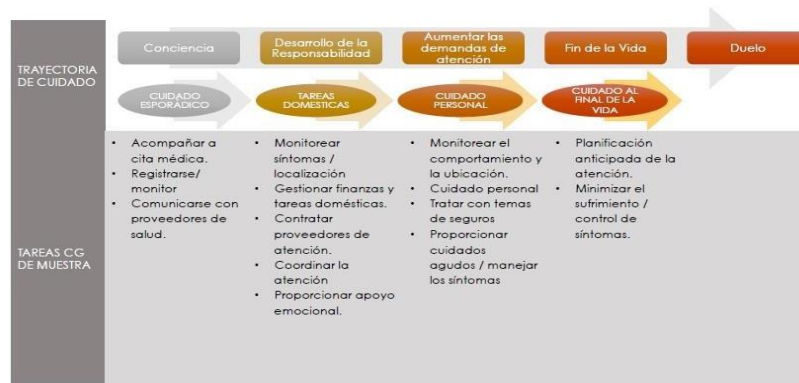 TRAYECTORIA
DE CUIDADO
Conciencia
Desarrollo de la
Responsabilidad
Aumentar las
demandas de
atención
Fin de la Vida
Duelo
CUIDADO
ESPORÁDICO
TAREAS
DOMESTICAS
CUIDADO
PERSONAL
CUIDADO AL
FINAL DE LA
VIDA
TAREAS CG
DE MUESTRA
• Acompañar a
cita médica.
• Registrarse/
monitor
• Comunicarse con
proveedores de
salud.
• Monitorear
síntomas /
localización
• Gestionar finanzas y
tareas domésticas.
• Contratar
proveedores de
atención.
• Coordinar la
atención
• Proporcionar apoyo
emocional.
• Monitorear el
comportamiento y
la ubicación.
• Cuidado personal
• Tratar con temas
de seguros
• Proporcionar
cuidados
agudos / manejar
los síntomas
• Planificación
anticipada de la
atención.
• Minimizar el
sufrimiento /
control de
síntomas.